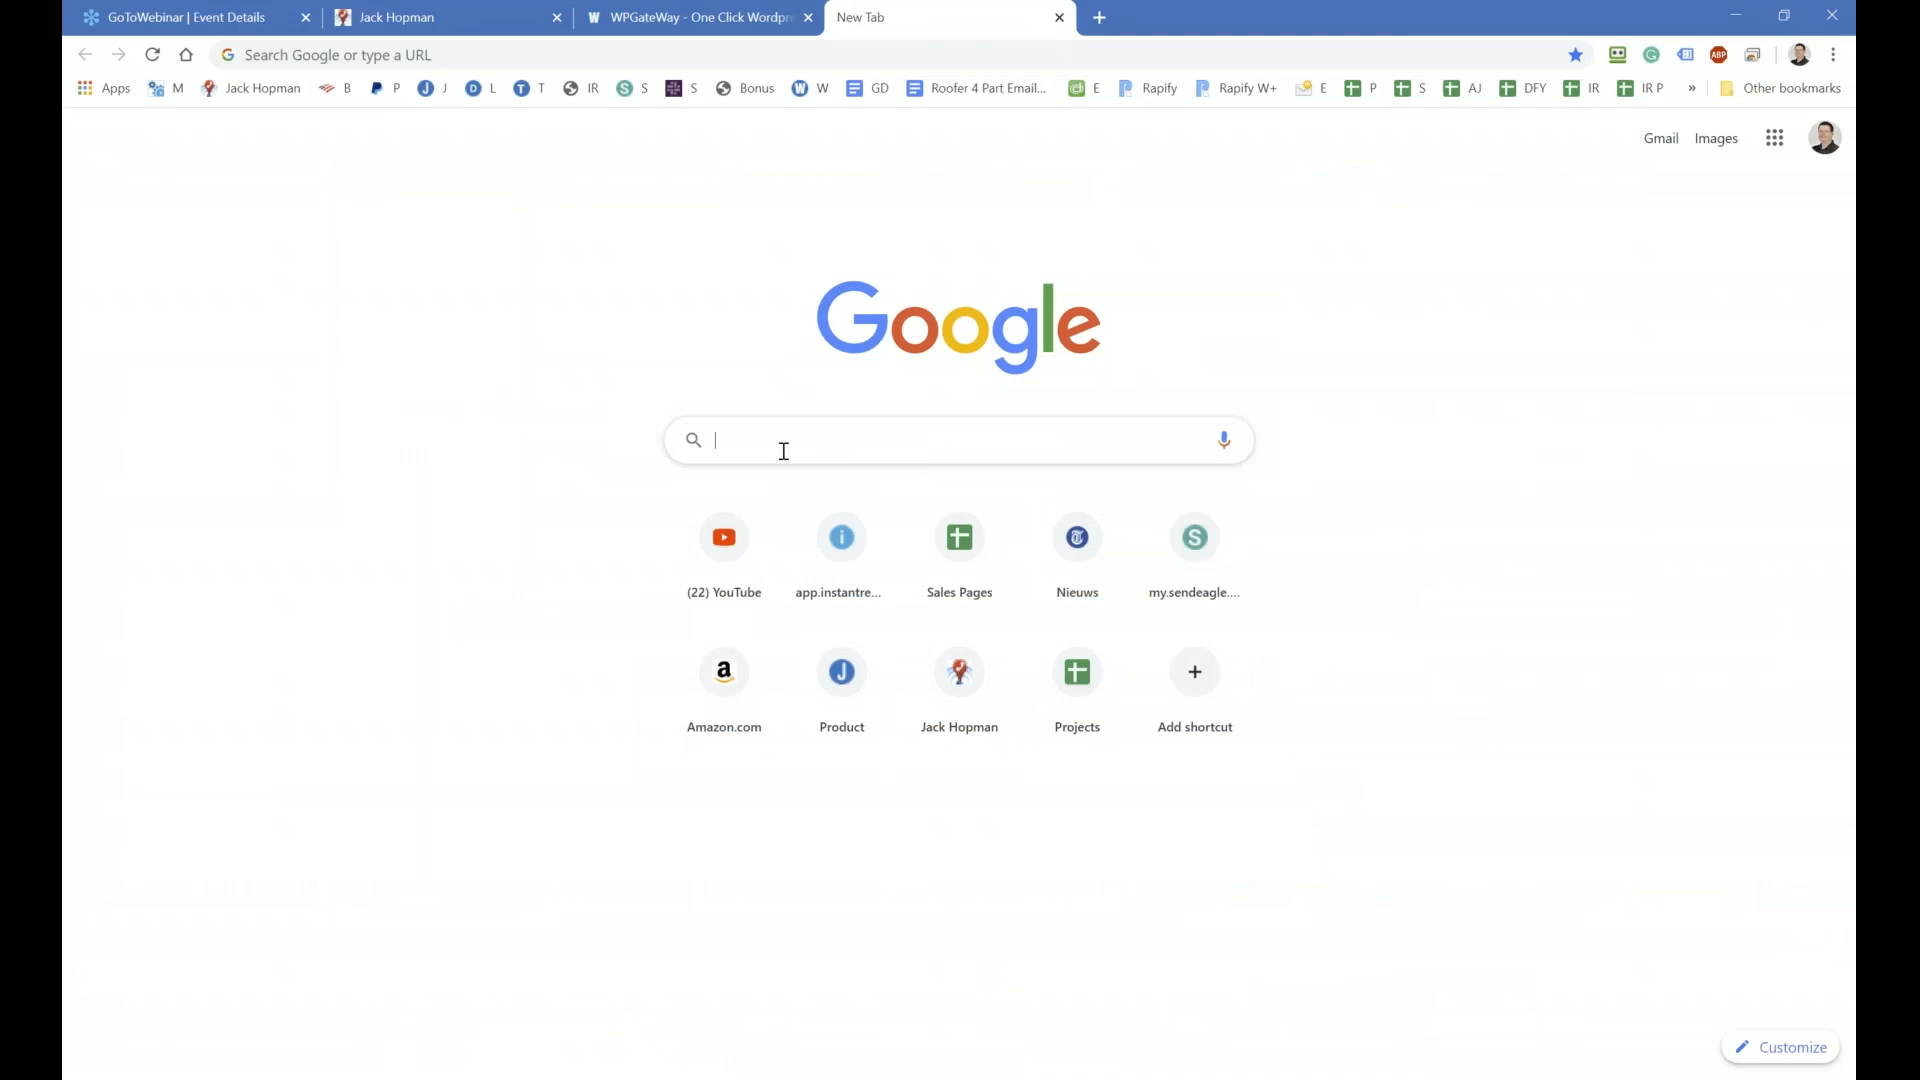 GoToWebinar | Event Details
Jack Hopman
WPGateWay - One Click Wordpr
New Tab
Search Google or type a URL
Apps M Jack Hopman B P J L T IR S S Bonus W GD Roofer 4 Part Email... E Rapify Rapify W+ E P S AJ DFY IR IR P » Other bookmarks
Gmail Images
Google
(22) YouTube app.instantre... Sales Pages Nieuws my.sendeagle....
Amazon.com Product Jack Hopman Projects Add shortcut
Customize